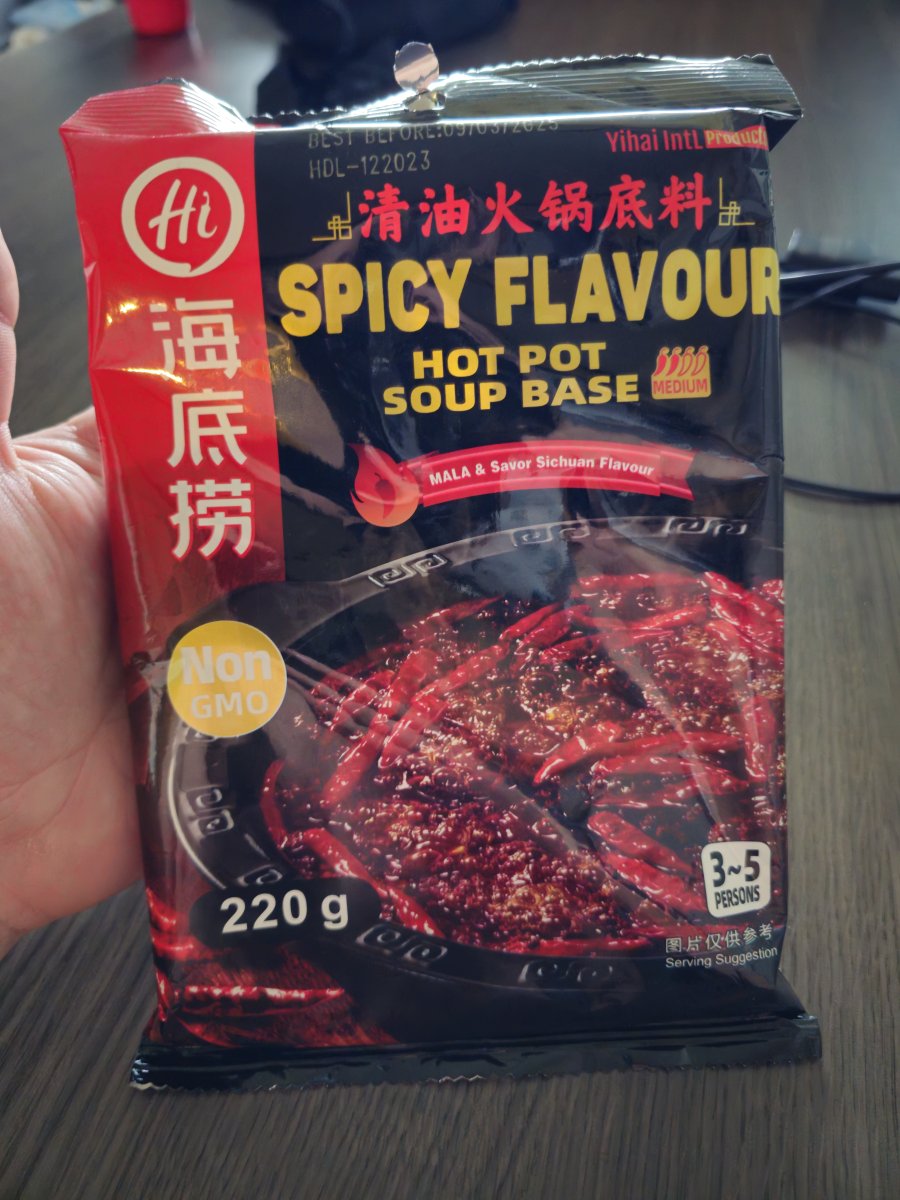 BEST BEFORE:09/03/2025
HDL-122023
Yihai Intl Product
Hi
海底捞
清油火锅底料
SPICY FLAVOUR
HOT POT
SOUP BASE
MEDIUM
MALA & Savor Sichuan Flavour
Non
GMO
220 g
3~5
PERSONS
图片仅供参考
Serving Suggestion